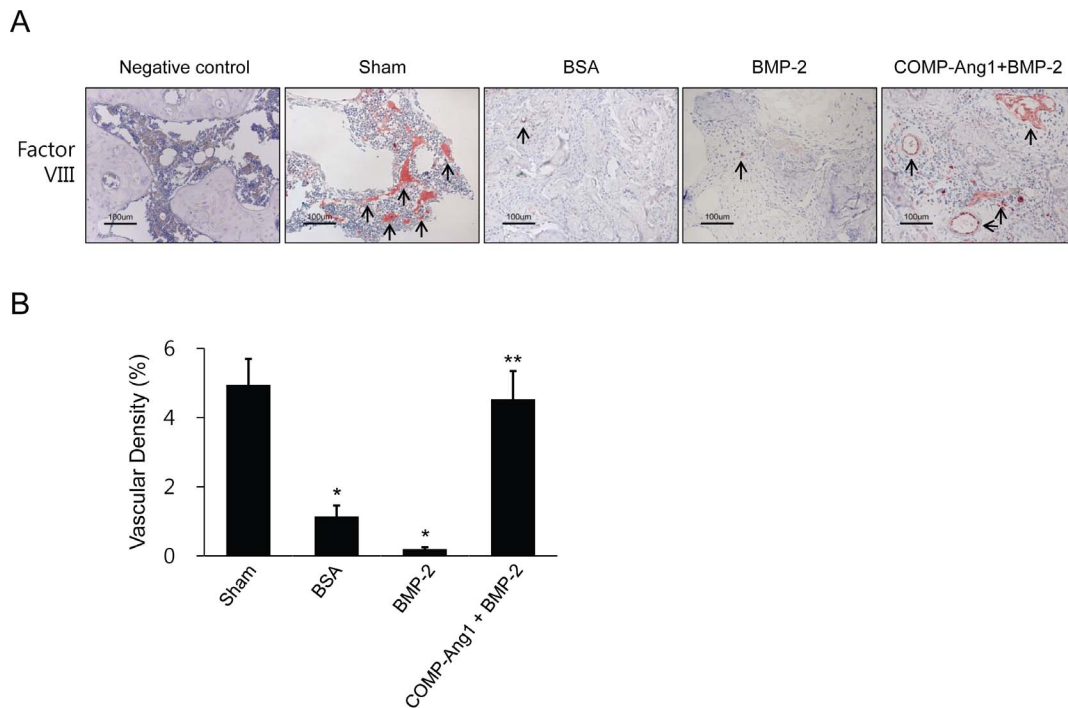 A
Negative control
Sham
BSA
BMP-2
COMP-Ang1+BMP-2
Factor
VIII
100um
100um
100um
100um
100um
B
Vascular Density (%)
6
4
2
0
*
*
**
Sham
BSA
BMP-2
COMP-Ang1 + BMP-2